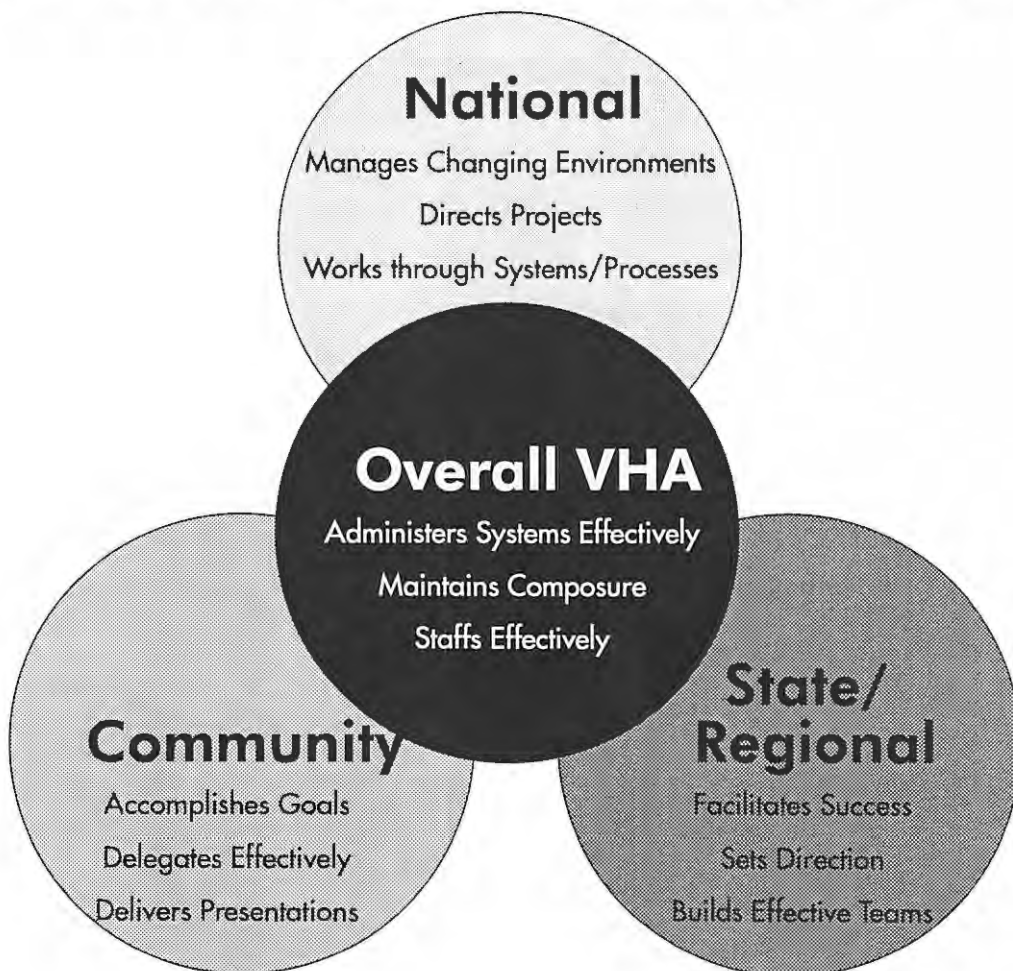 National
Manages Changing Environments
Directs Projects
Works through Systems/Processes
Overall VHA
Administers Systems Effectively
Maintains Composure
Staffs Effectively
Community
Accomplishes Goals
Delegates Effectively
Delivers Presentations
State/
Regional
Facilitates Success
Sets Direction
Builds Effective Teams